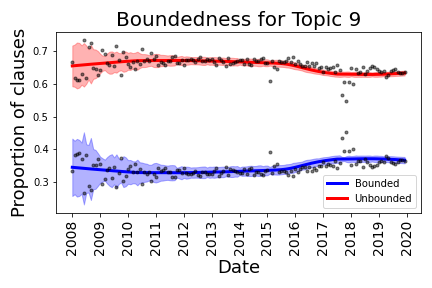 Boundedness for Topic 9
Proportion of clauses
0.7
0.6
0.5
0.4
0.3
Bounded
Unbounded
2008 2009 2010 2011 2012 2013 2014 2015 2016 2017 2018 2019 2020
Date